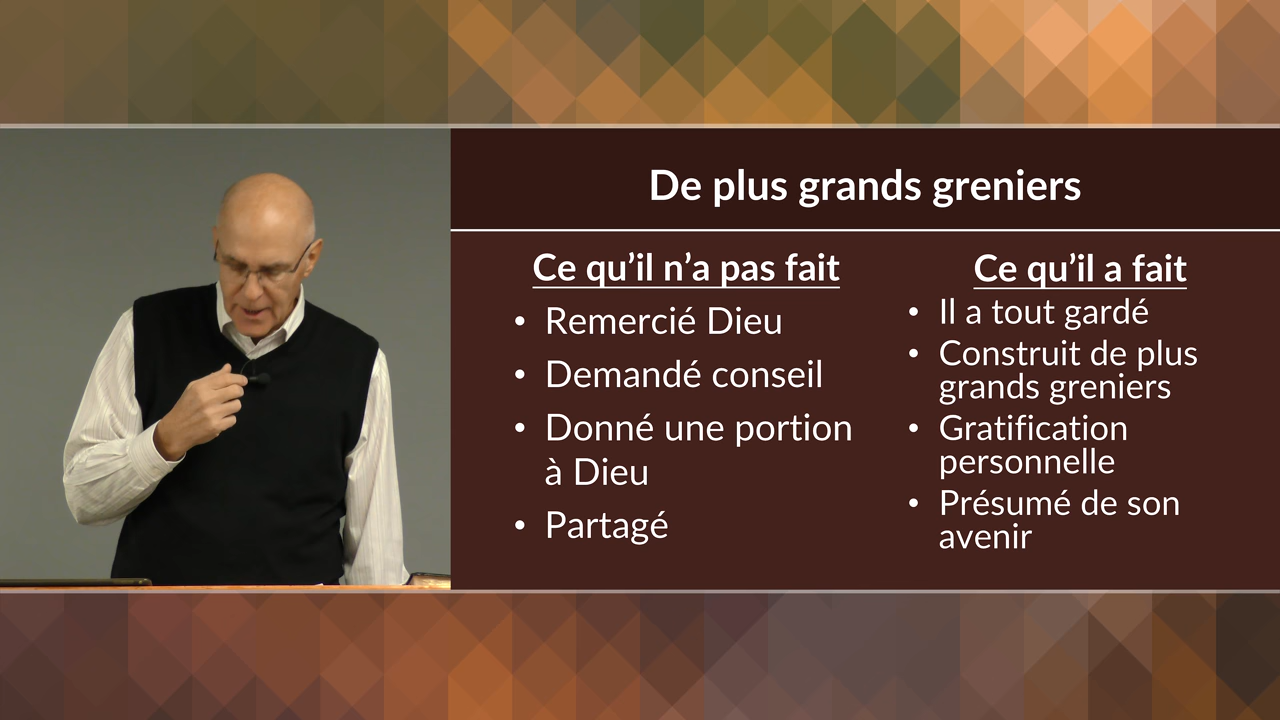 De plus grands greniers
Ce qu’il n’a pas fait
• Remercié Dieu
• Demandé conseil
• Donné une portion
à Dieu
• Partagé
Ce qu’il a fait
• Il a tout gardé
• Construit de plus
grands greniers
• Gratification
personnelle
• Présumé de son
avenir